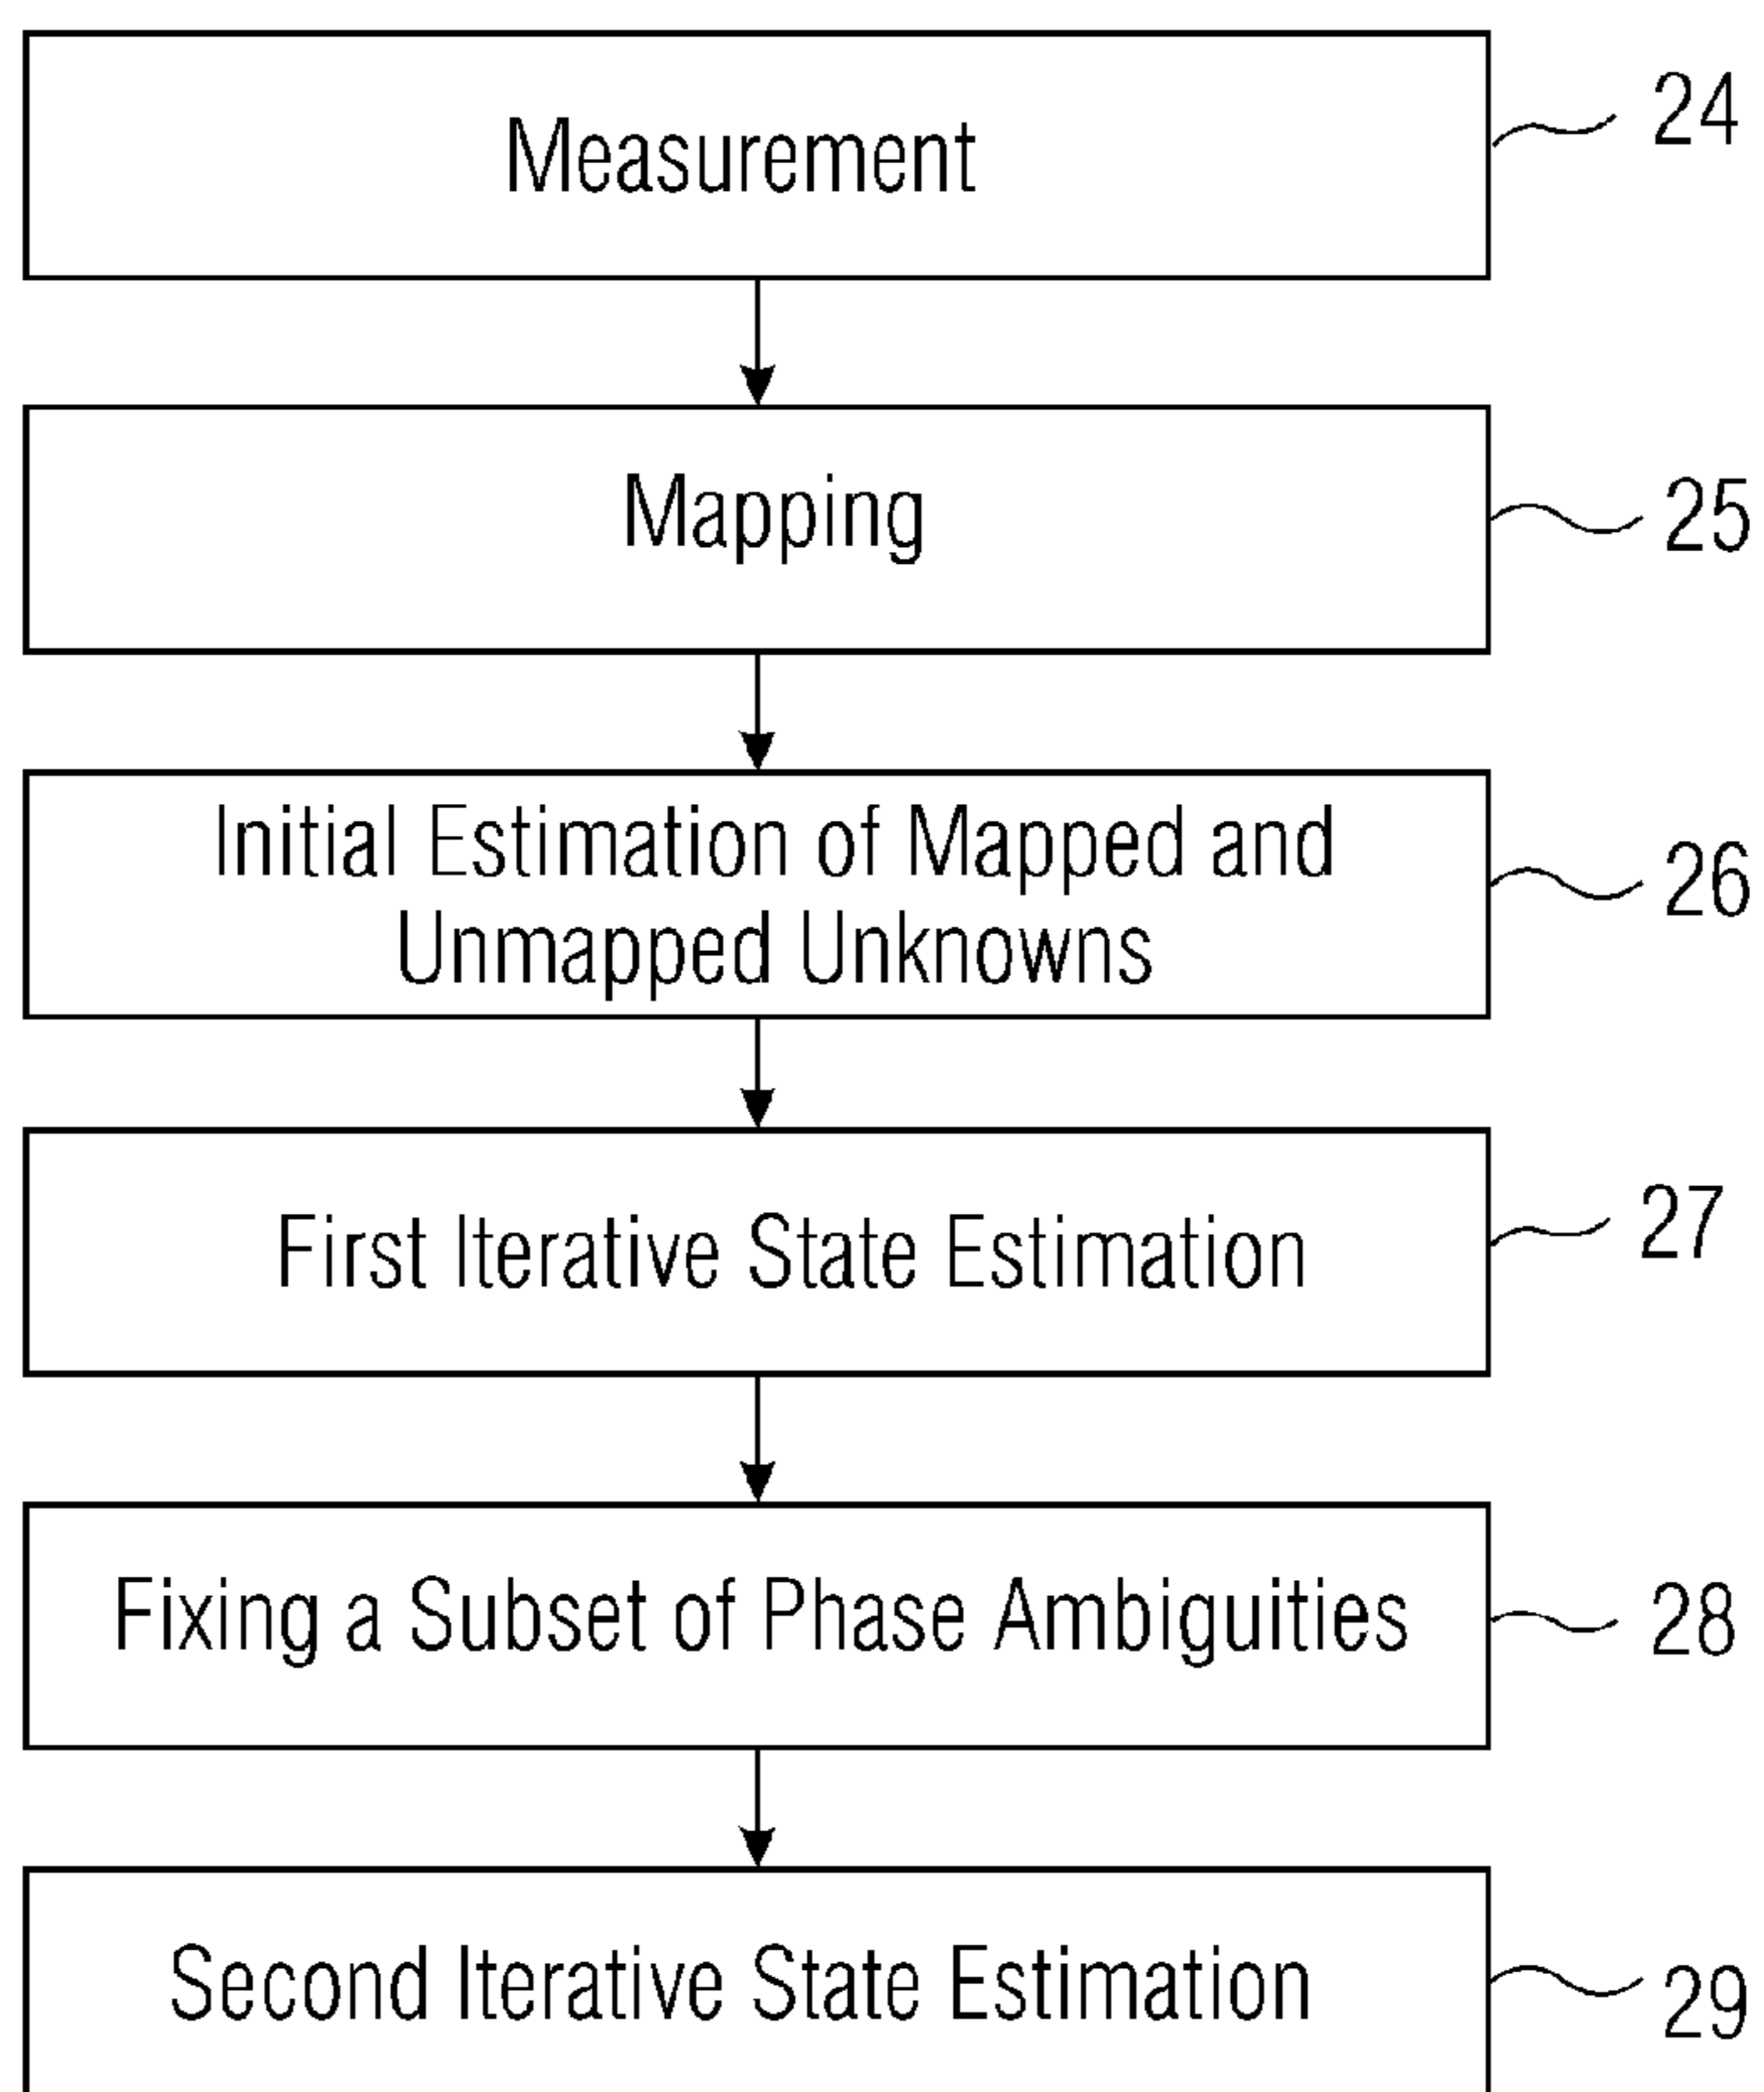 Measurement
24
Mapping
25
Initial Estimation of Mapped and
Unmapped Unknowns
26
First Iterative State Estimation
27
Fixing a Subset of Phase Ambiguities
28
Second Iterative State Estimation
29